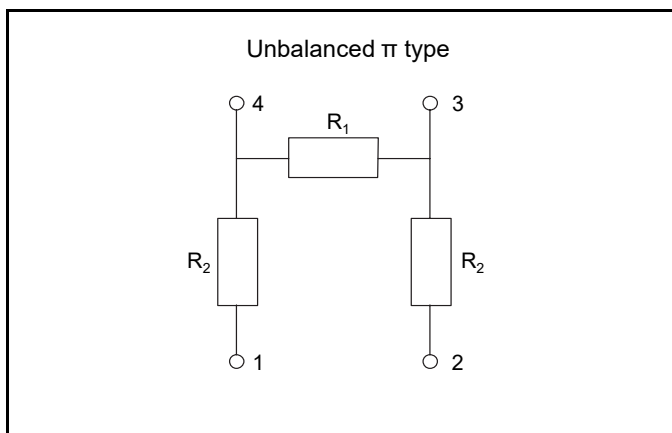 Unbalanced π type
4 3
R₁
R₂ R₂
1 2